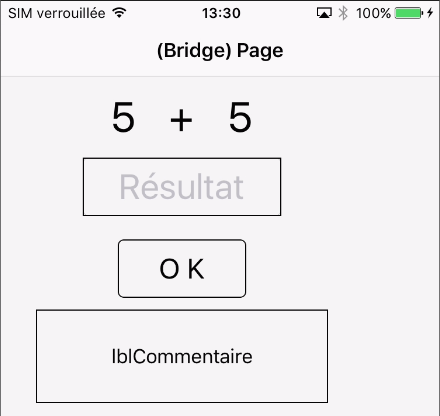 SIM verrouillée 13:30 100%
(Bridge) Page
5 + 5
Résultat
O K
lblCommentaire